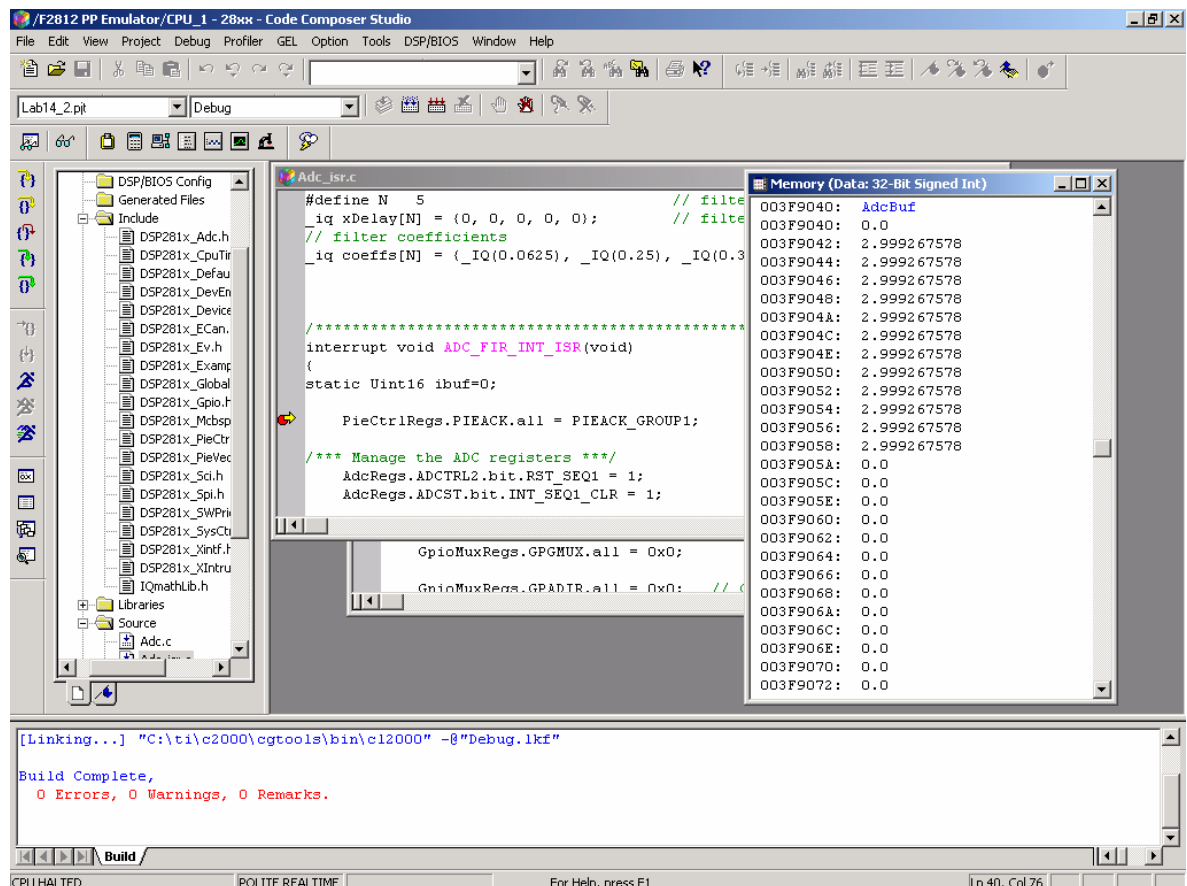 /F2812 PP Emulator/CPU_1 - 28xx - Code Composer Studio
File Edit View Project Debug Profiler GEL Option Tools DSP/BIOS Window Help
Lab14_2.pjt Debug
DSP/BIOS Config
Generated Files
Include
DSP281x_Adc.h
DSP281x_CpuTir
DSP281x_Defau
DSP281x_DevEn
DSP281x_Device
DSP281x_ECan.
DSP281x_Ev.h
DSP281x_Examp
DSP281x_Global
DSP281x_Gpio.h
DSP281x_Mcbsp
DSP281x_PieCtr
DSP281x_PieVec
DSP281x_Sci.h
DSP281x_Spi.h
DSP281x_SWPri
DSP281x_SysCtr
DSP281x_Xintf.h
DSP281x_XIntru
IQmathLib.h
Libraries
Source
Adc.c
Adc_isr.c
#define N 5 // filte
_iq xDelay[N] = {0, 0, 0, 0, 0}; // filte
// filter coefficients
_iq coeffs[N] = {_IQ(0.0625), _IQ(0.25), _IQ(0.3
/***********************************************
interrupt void ADC_FIR_INT_ISR(void)
{
static Uint16 ibuf=0;
PieCtrlRegs.PIEACK.all = PIEACK_GROUP1;
/*** Manage the ADC registers ***/
AdcRegs.ADCTRL2.bit.RST_SEQ1 = 1;
AdcRegs.ADCST.bit.INT_SEQ1_CLR = 1;
GpioMuxRegs.GPGMUX.all = 0x0;
GpioMuxRegs.GPADIR.all = 0x0; //
Memory (Data: 32-Bit Signed Int)
003F9040: AdcBuf
003F9040: 0.0
003F9042: 2.999267578
003F9044: 2.999267578
003F9046: 2.999267578
003F9048: 2.999267578
003F904A: 2.999267578
003F904C: 2.999267578
003F904E: 2.999267578
003F9050: 2.999267578
003F9052: 2.999267578
003F9054: 2.999267578
003F9056: 2.999267578
003F9058: 2.999267578
003F905A: 0.0
003F905C: 0.0
003F905E: 0.0
003F9060: 0.0
003F9062: 0.0
003F9064: 0.0
003F9066: 0.0
003F9068: 0.0
003F906A: 0.0
003F906C: 0.0
003F906E: 0.0
003F9070: 0.0
003F9072: 0.0
[Linking...] "C:\ti\c2000\cgtools\bin\cl2000" -@"Debug.lkf"
Build Complete,
0 Errors, 0 Warnings, 0 Remarks.
Build
CPU HALTED POLITE REALTIME For Help, press F1 Ln 40, Col 76